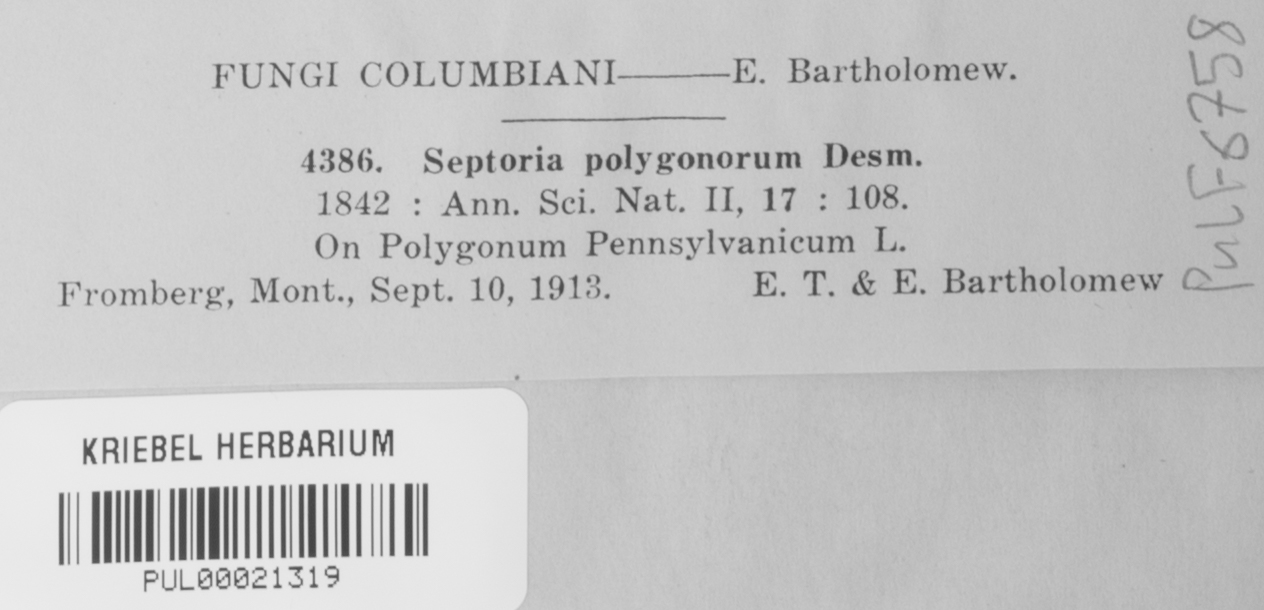 FUNGI COLUMBIANI——E. Bartholomew.
4386. Septoria polygonorum Desm.
1842 : Ann. Sci. Nat. II, 17 : 108.
On Polygonum Pennsylvanicum L.
Fromberg, Mont., Sept. 10, 1913. E. T. & E. Bartholomew
PulF8758
KRIEBEL HERBARIUM
PUL00021319